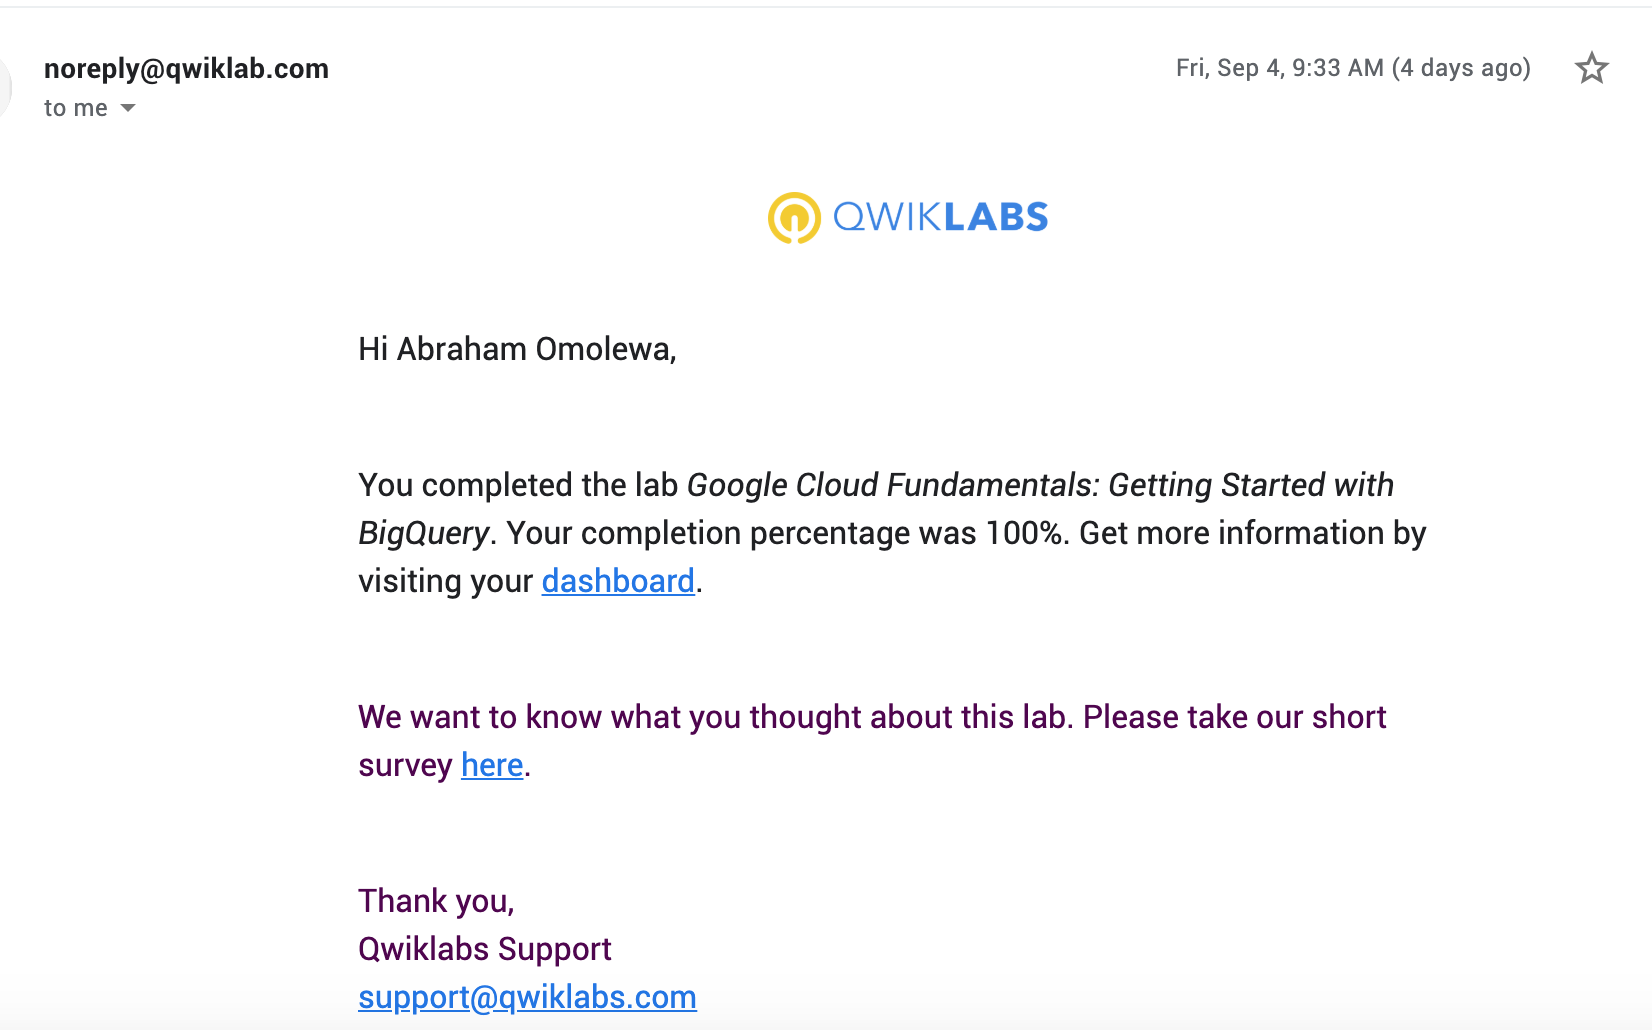 noreply@qwiklab.com
Fri, Sep 4, 9:33 AM (4 days ago)
to me
QWIKLABS
Hi Abraham Omolewa,
You completed the lab Google Cloud Fundamentals: Getting Started with
BigQuery. Your completion percentage was 100%. Get more information by
visiting your dashboard.
We want to know what you thought about this lab. Please take our short
survey here.
Thank you,
Qwiklabs Support
support@qwiklabs.com